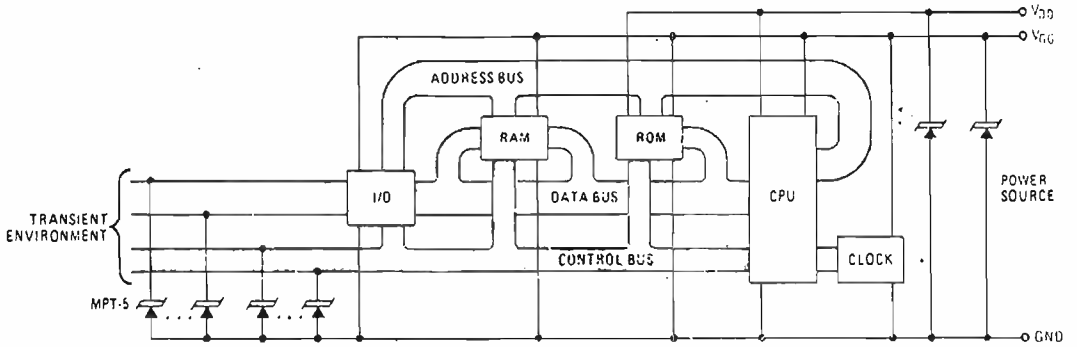 V_DD
V_GG
ADDRESS BUS
RAM
ROM
CPU
I/O
DATA BUS
POWER
SOURCE
TRANSIENT
ENVIRONMENT
CONTROL BUS
CLOCK
MPT-5
GND